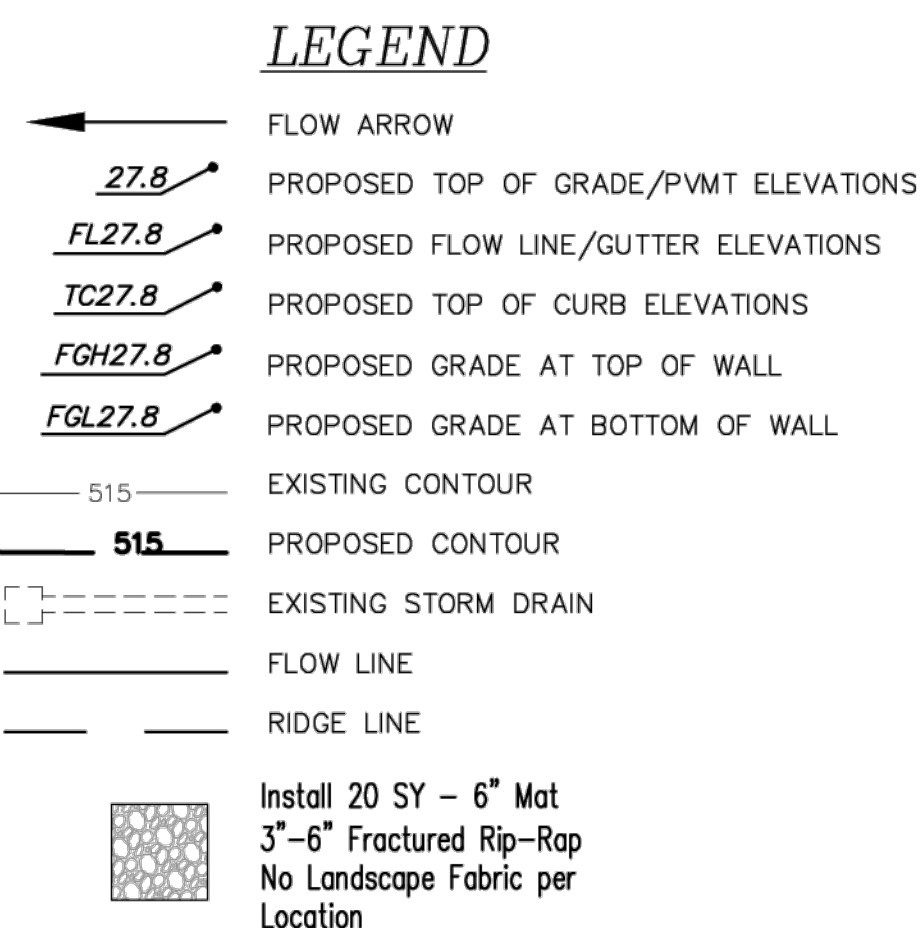 LEGEND
FLOW ARROW
27.8 PROPOSED TOP OF GRADE/PVMT ELEVATIONS
FL27.8 PROPOSED FLOW LINE/GUTTER ELEVATIONS
TC27.8 PROPOSED TOP OF CURB ELEVATIONS
FGH27.8 PROPOSED GRADE AT TOP OF WALL
FGL27.8 PROPOSED GRADE AT BOTTOM OF WALL
515 EXISTING CONTOUR
515 PROPOSED CONTOUR
EXISTING STORM DRAIN
FLOW LINE
RIDGE LINE
Install 20 SY – 6" Mat
3"–6" Fractured Rip–Rap
No Landscape Fabric per
Location